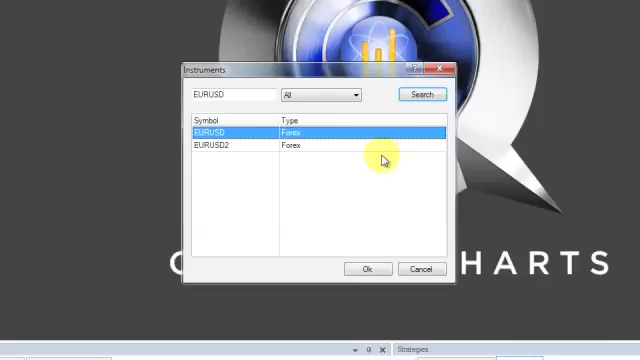 Instruments
EURUSD All Search
Symbol Type
EURUSD Forex
EURUSD2 Forex
Ok Cancel
HARTS
Strategies